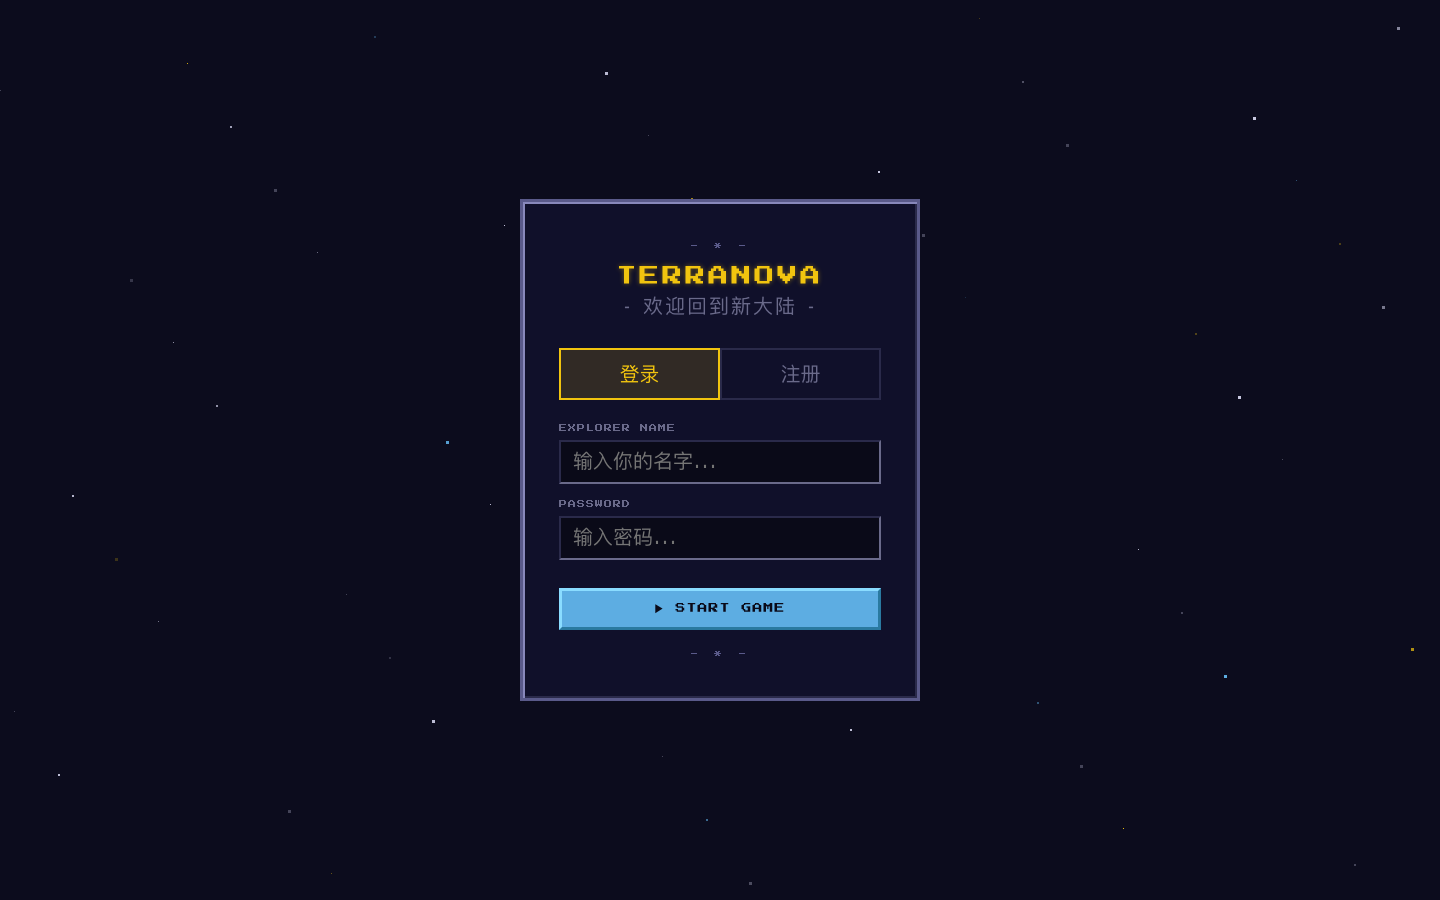 — * —
TERRANOVA
- 欢迎回到新大陆 -
登录 注册
EXPLORER NAME
输入你的名字...
PASSWORD
输入密码...
▶ START GAME
— * —